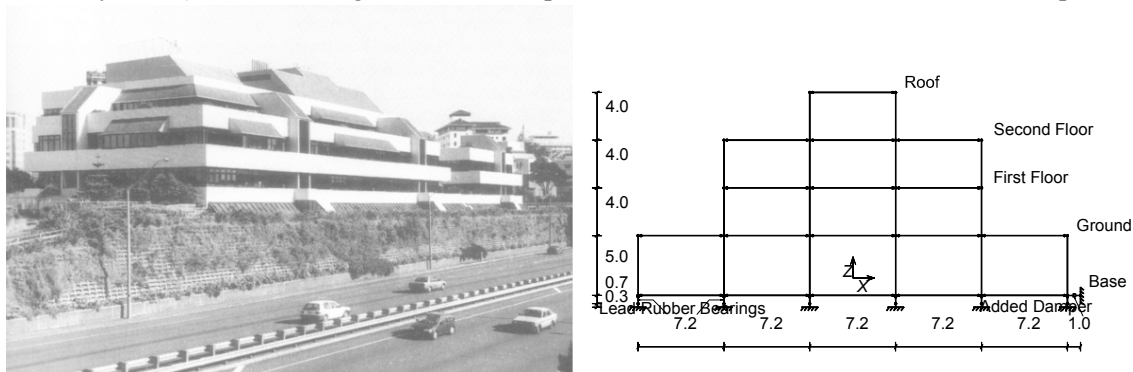 Roof
4.0
Second Floor
4.0
First Floor
4.0
Ground
5.0
Z
X
0.7
Base
0.3
Lead Rubber Bearings
Added Damper
7.2 7.2 7.2 7.2 7.2 1.0